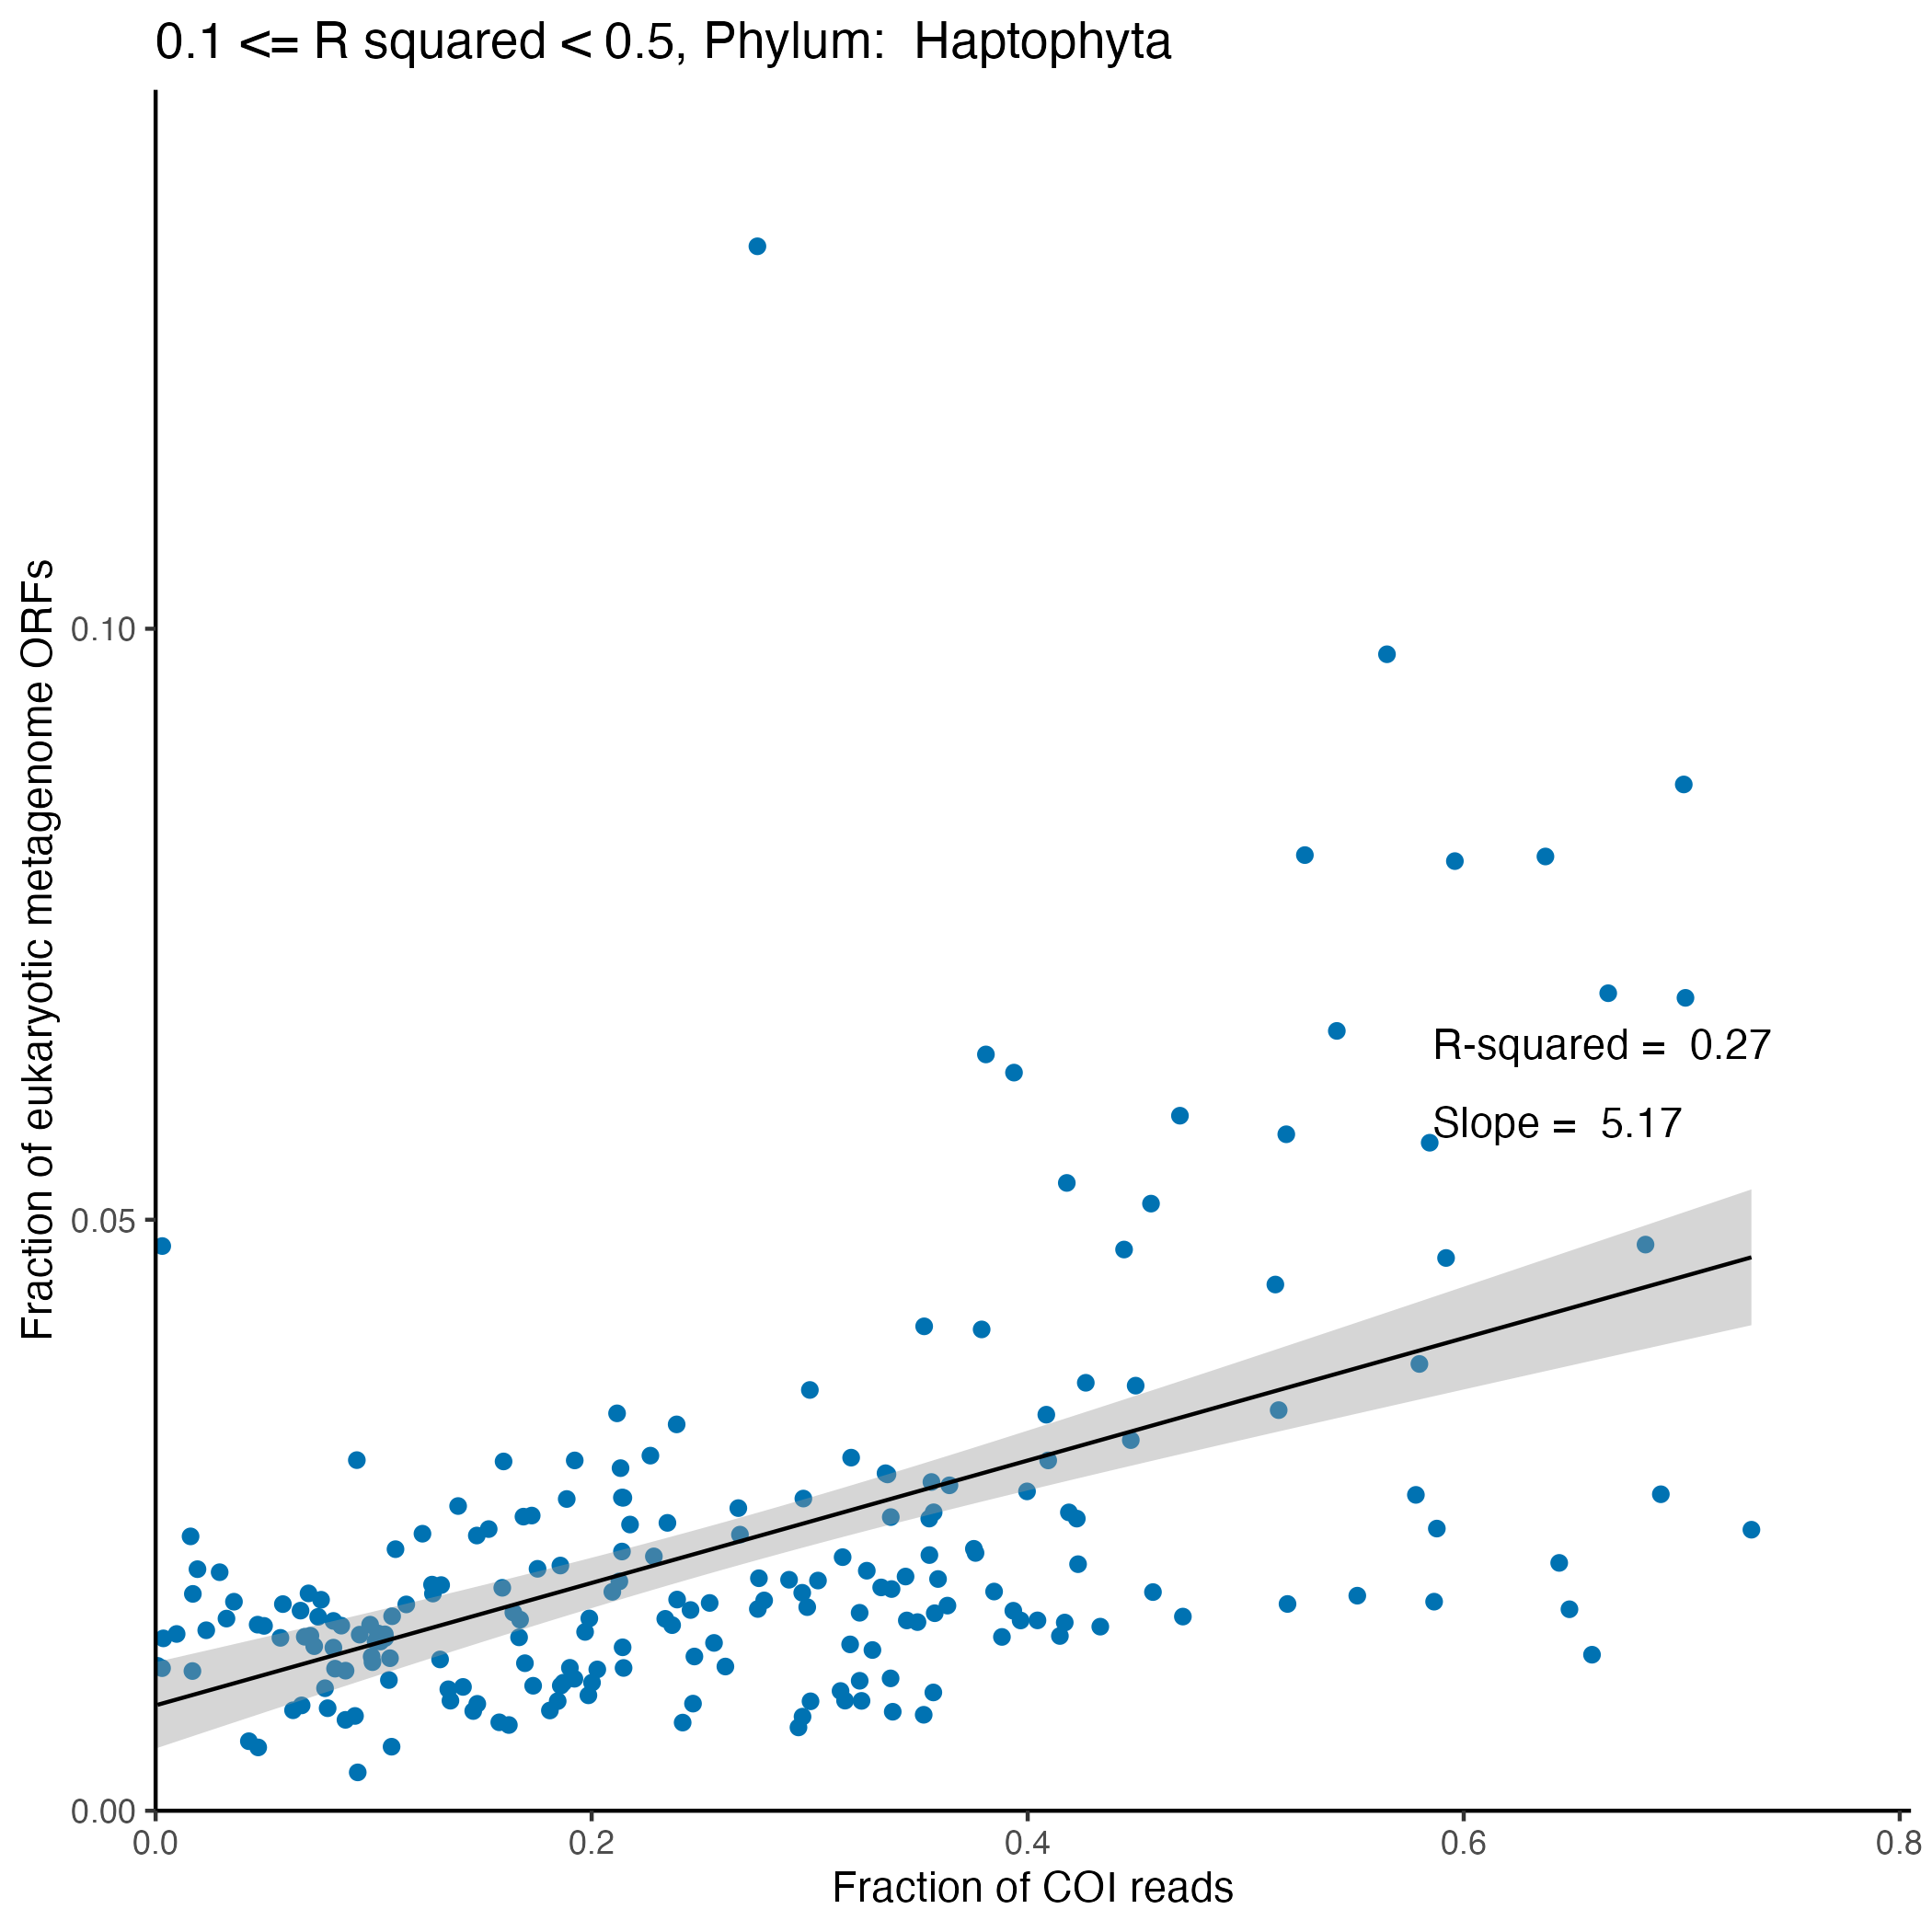 0.1 <= R squared < 0.5, Phylum:  Haptophyta
Fraction of eukaryotic metagenome ORFs
0.10
0.05
0.00
R-squared =  0.27
Slope =  5.17
0.0 0.2 0.4 0.6 0.8
Fraction of COI reads